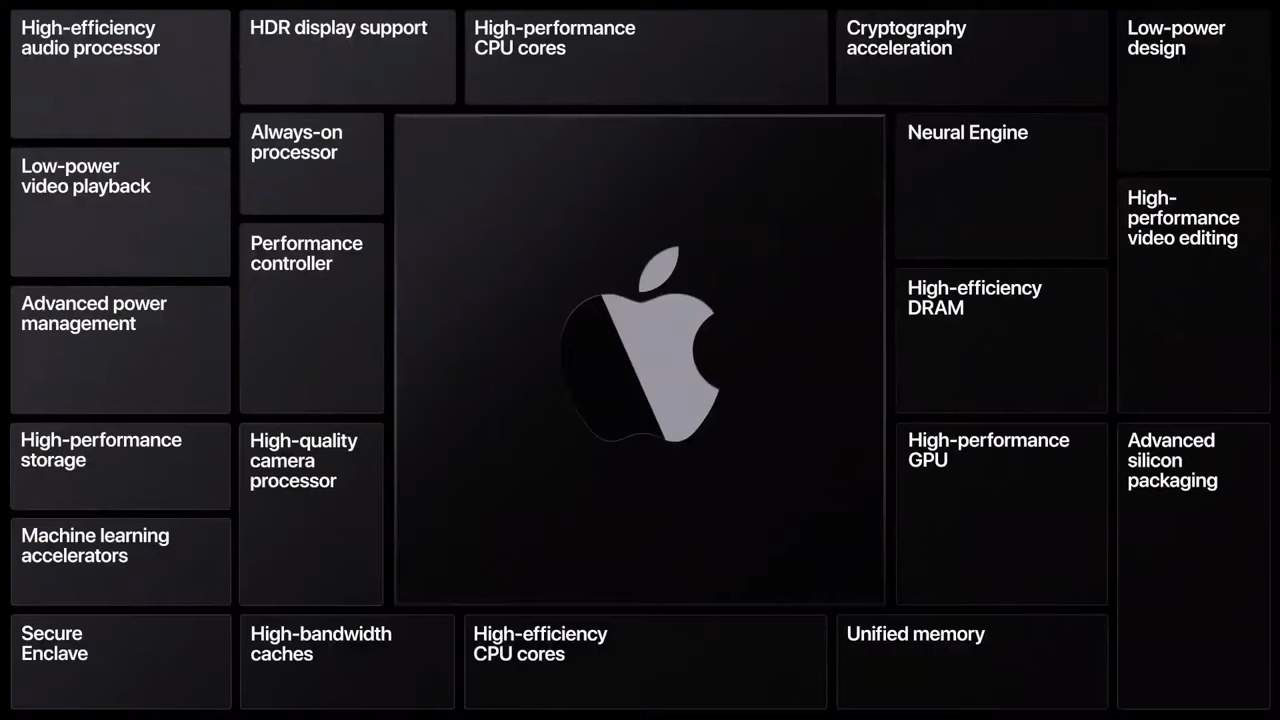 High-efficiency
audio processor
HDR display support
High-performance
CPU cores
Cryptography
acceleration
Low-power
design
Always-on
processor
Neural Engine
Low-power
video playback
High-
performance
video editing
Performance
controller
High-efficiency
DRAM
Advanced power
management
High-performance
storage
High-quality
camera
processor
High-performance
GPU
Advanced
silicon
packaging
Machine learning
accelerators
Secure
Enclave
High-bandwidth
caches
High-efficiency
CPU cores
Unified memory